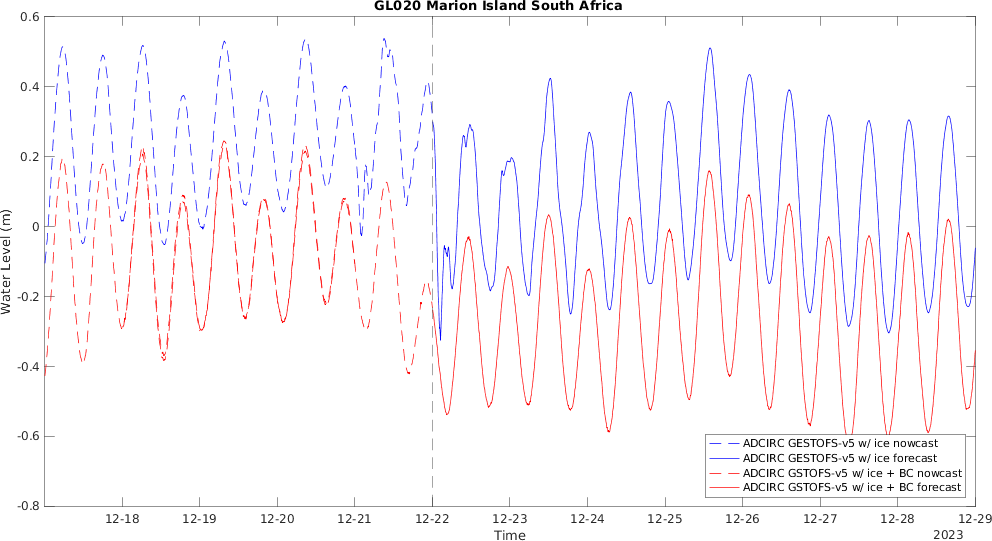 GL020 Marion Island South Africa
0.6
0.4
0.2
0
-0.2
-0.4
-0.6
-0.8
Water Level (m)
ADCIRC GESTOFS-v5 w/ ice nowcast
ADCIRC GESTOFS-v5 w/ ice forecast
ADCIRC GSTOFS-v5 w/ ice + BC nowcast
ADCIRC GSTOFS-v5 w/ ice + BC forecast
12-18 12-19 12-20 12-21 12-22 12-23 12-24 12-25 12-26 12-27 12-28 12-29
Time
2023